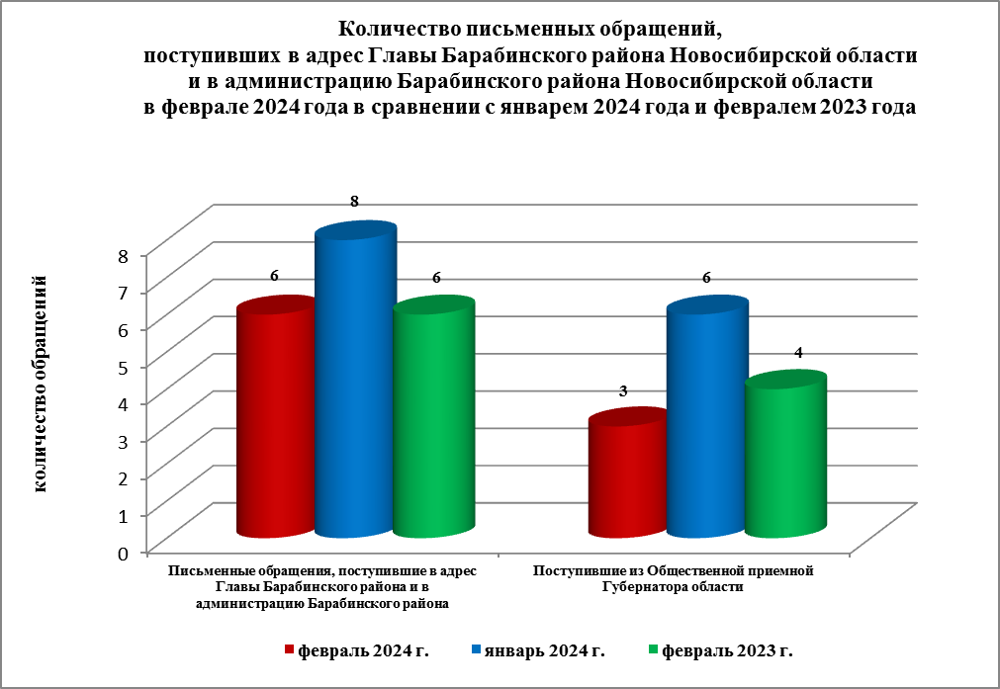 Количество письменных обращений,
поступивших в адрес Главы Барабинского района Новосибирской области
и в администрацию Барабинского района Новосибирской области
в феврале 2024 года в сравнении с январем 2024 года и февралем 2023 года
количество обращений
8
7
6
5
4
3
2
1
0
6
8
6
3
6
4
Письменные обращения, поступившие в адрес
Главы Барабинского района и в
администрацию Барабинского района
Поступившие из Общественной приемной
Губернатора области
февраль 2024 г.
январь 2024 г.
февраль 2023 г.